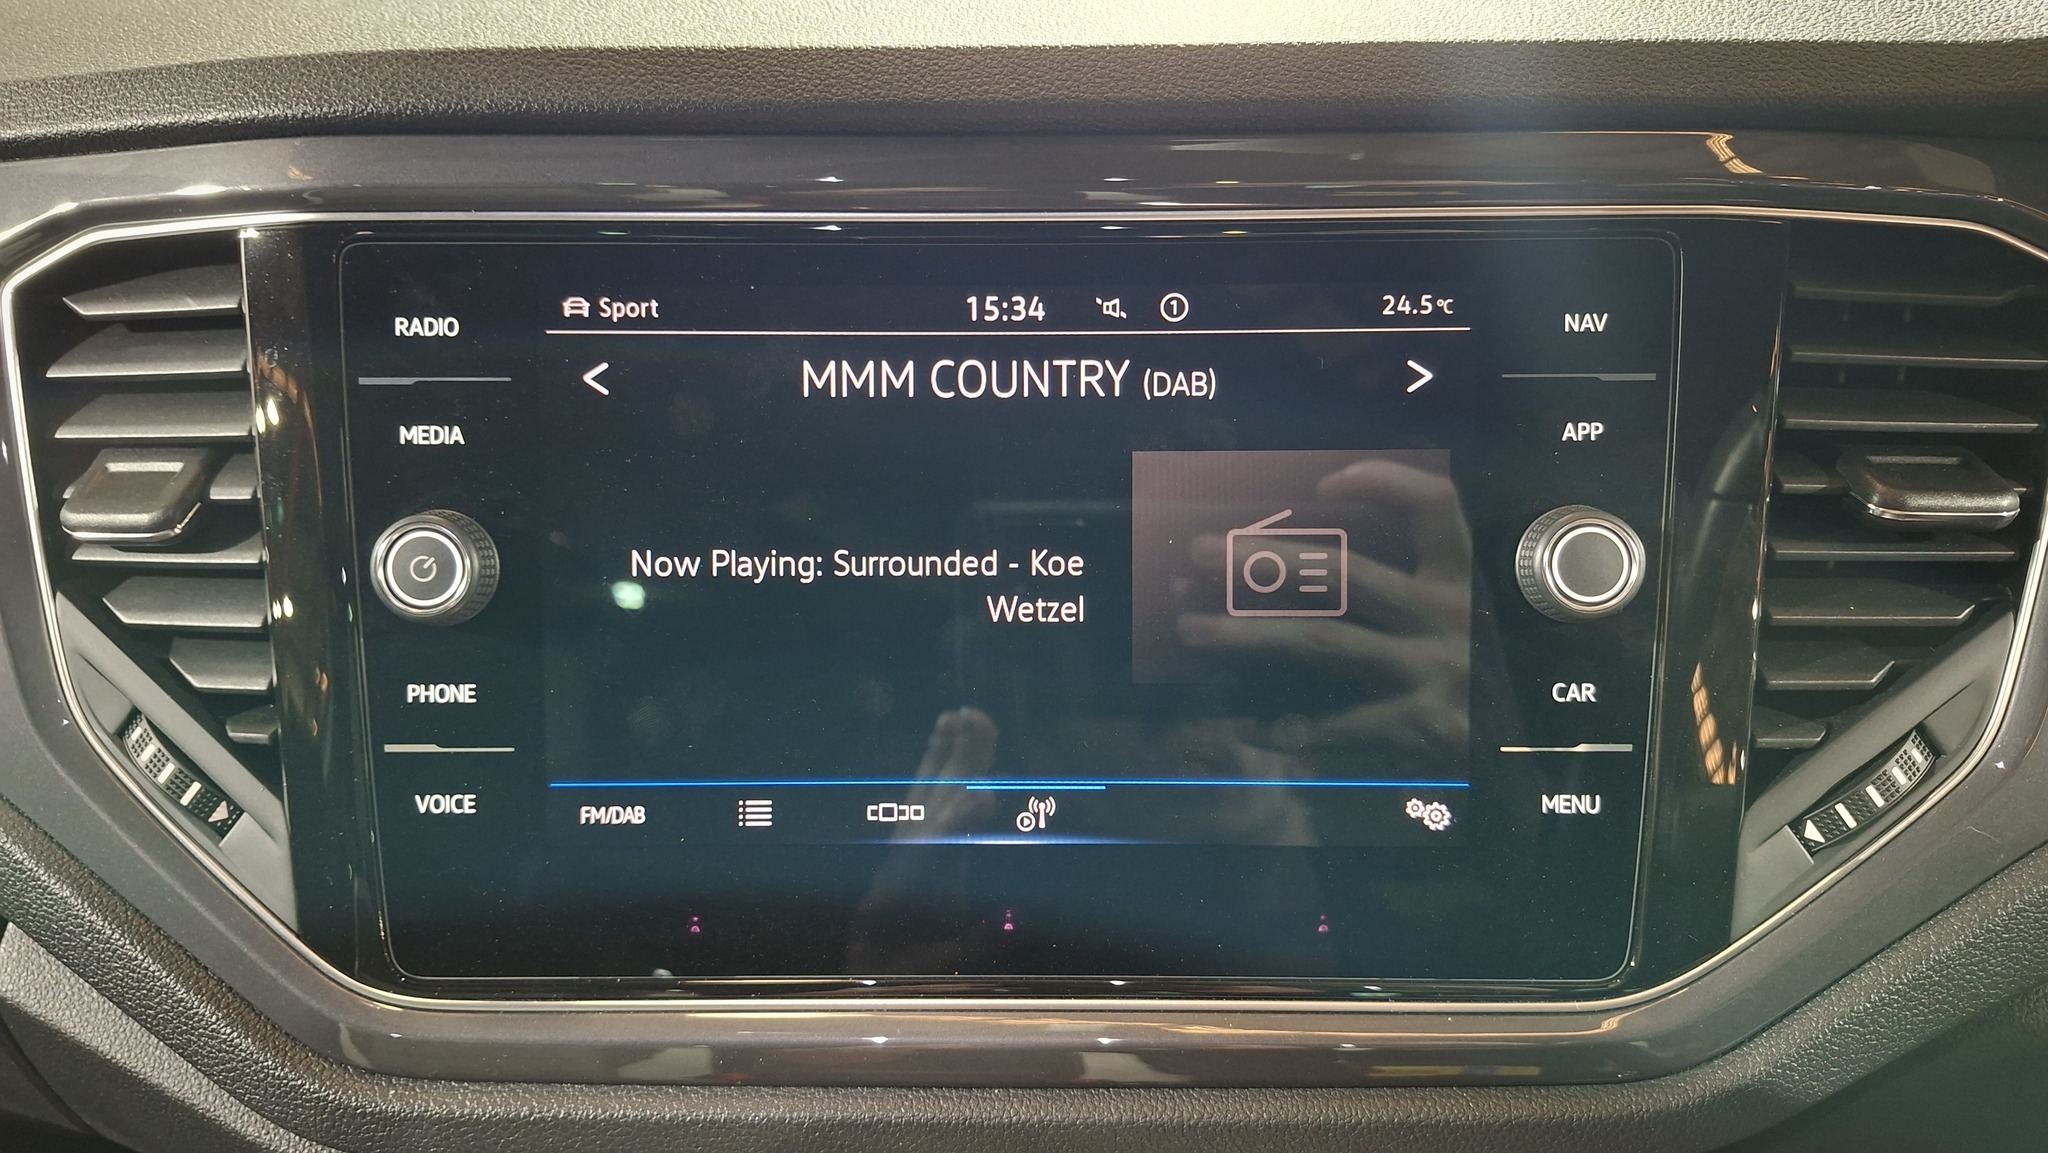 RADIO
MEDIA
PHONE
VOICE
Sport
15:34
1
24.5°C
< MMM COUNTRY (DAB) >
Now Playing: Surrounded - Koe
Wetzel
FM/DAB
NAV
APP
CAR
MENU